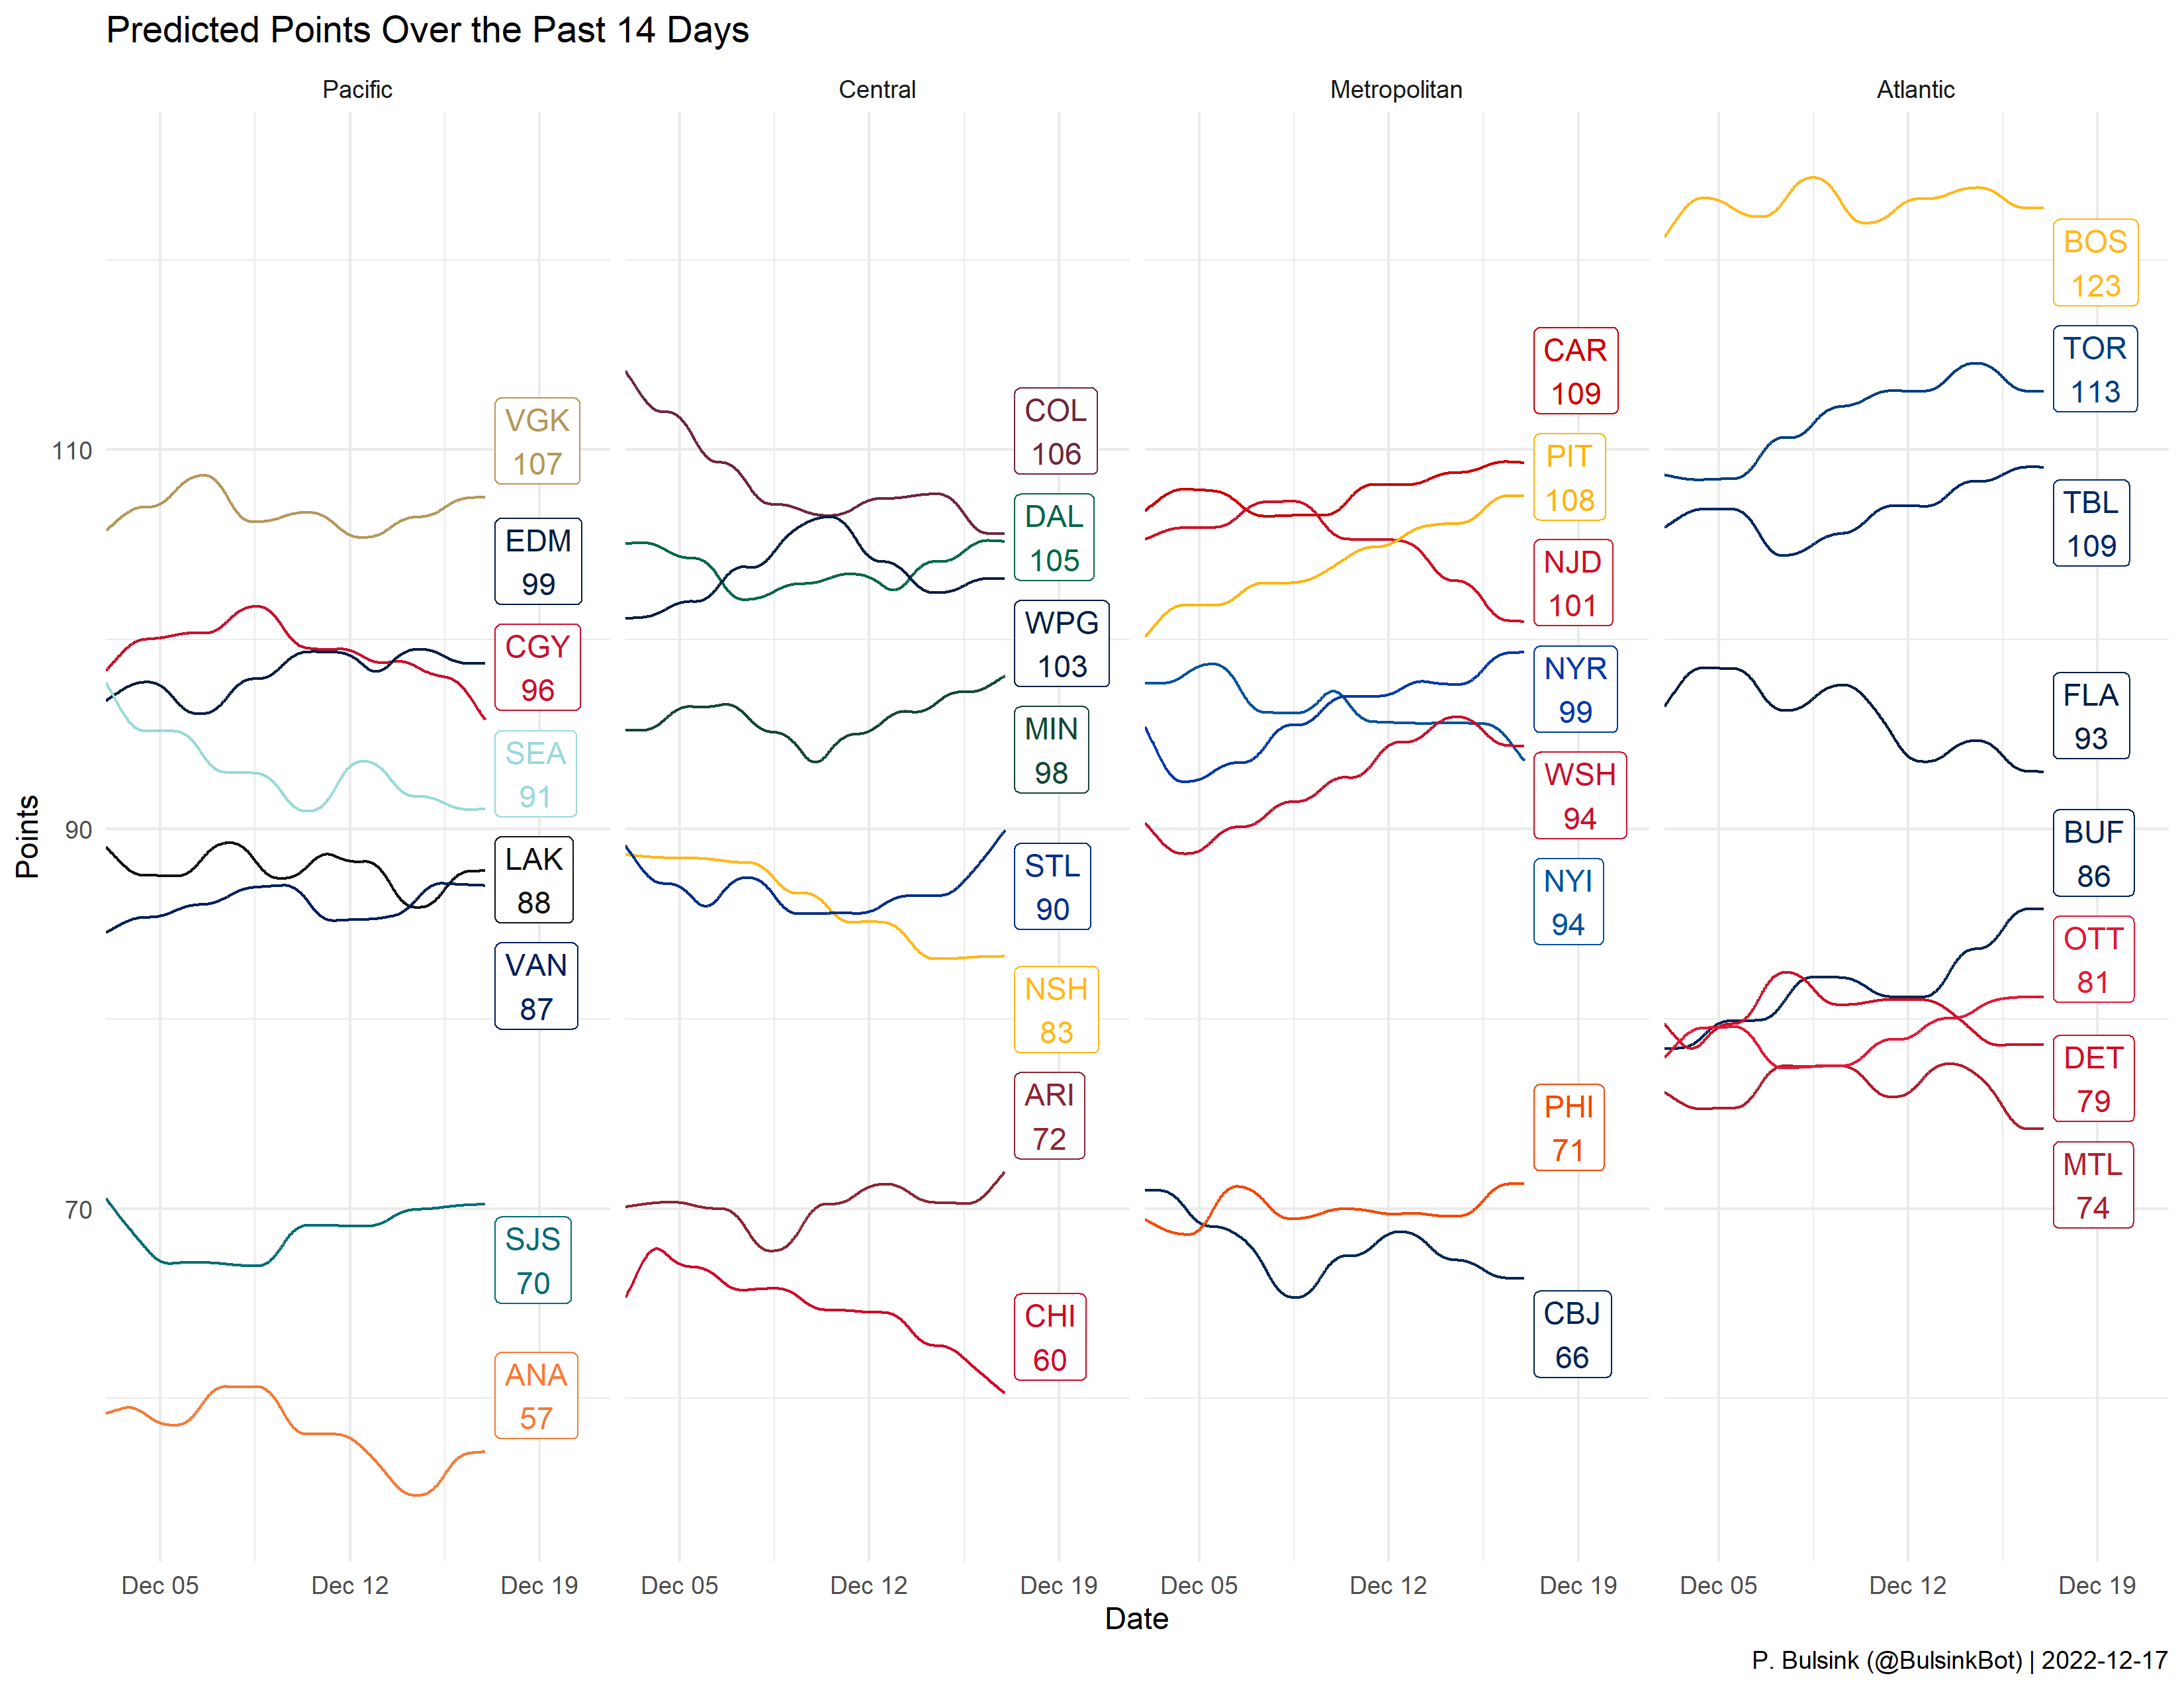 Predicted Points Over the Past 14 Days
Pacific
Central
Metropolitan
Atlantic
Points
110
90
70
VGK
107
EDM
99
CGY
96
SEA
91
LAK
88
VAN
87
SJS
70
ANA
57
COL
106
DAL
105
WPG
103
MIN
98
STL
90
NSH
83
ARI
72
CHI
60
CAR
109
PIT
108
NJD
101
NYR
99
WSH
94
NYI
94
PHI
71
CBJ
66
BOS
123
TOR
113
TBL
109
FLA
93
BUF
86
OTT
81
DET
79
MTL
74
Dec 05 Dec 12 Dec 19
Dec 05 Dec 12 Dec 19
Dec 05 Dec 12 Dec 19
Dec 05 Dec 12 Dec 19
Date
P. Bulsink (@BulsinkBot) | 2022-12-17